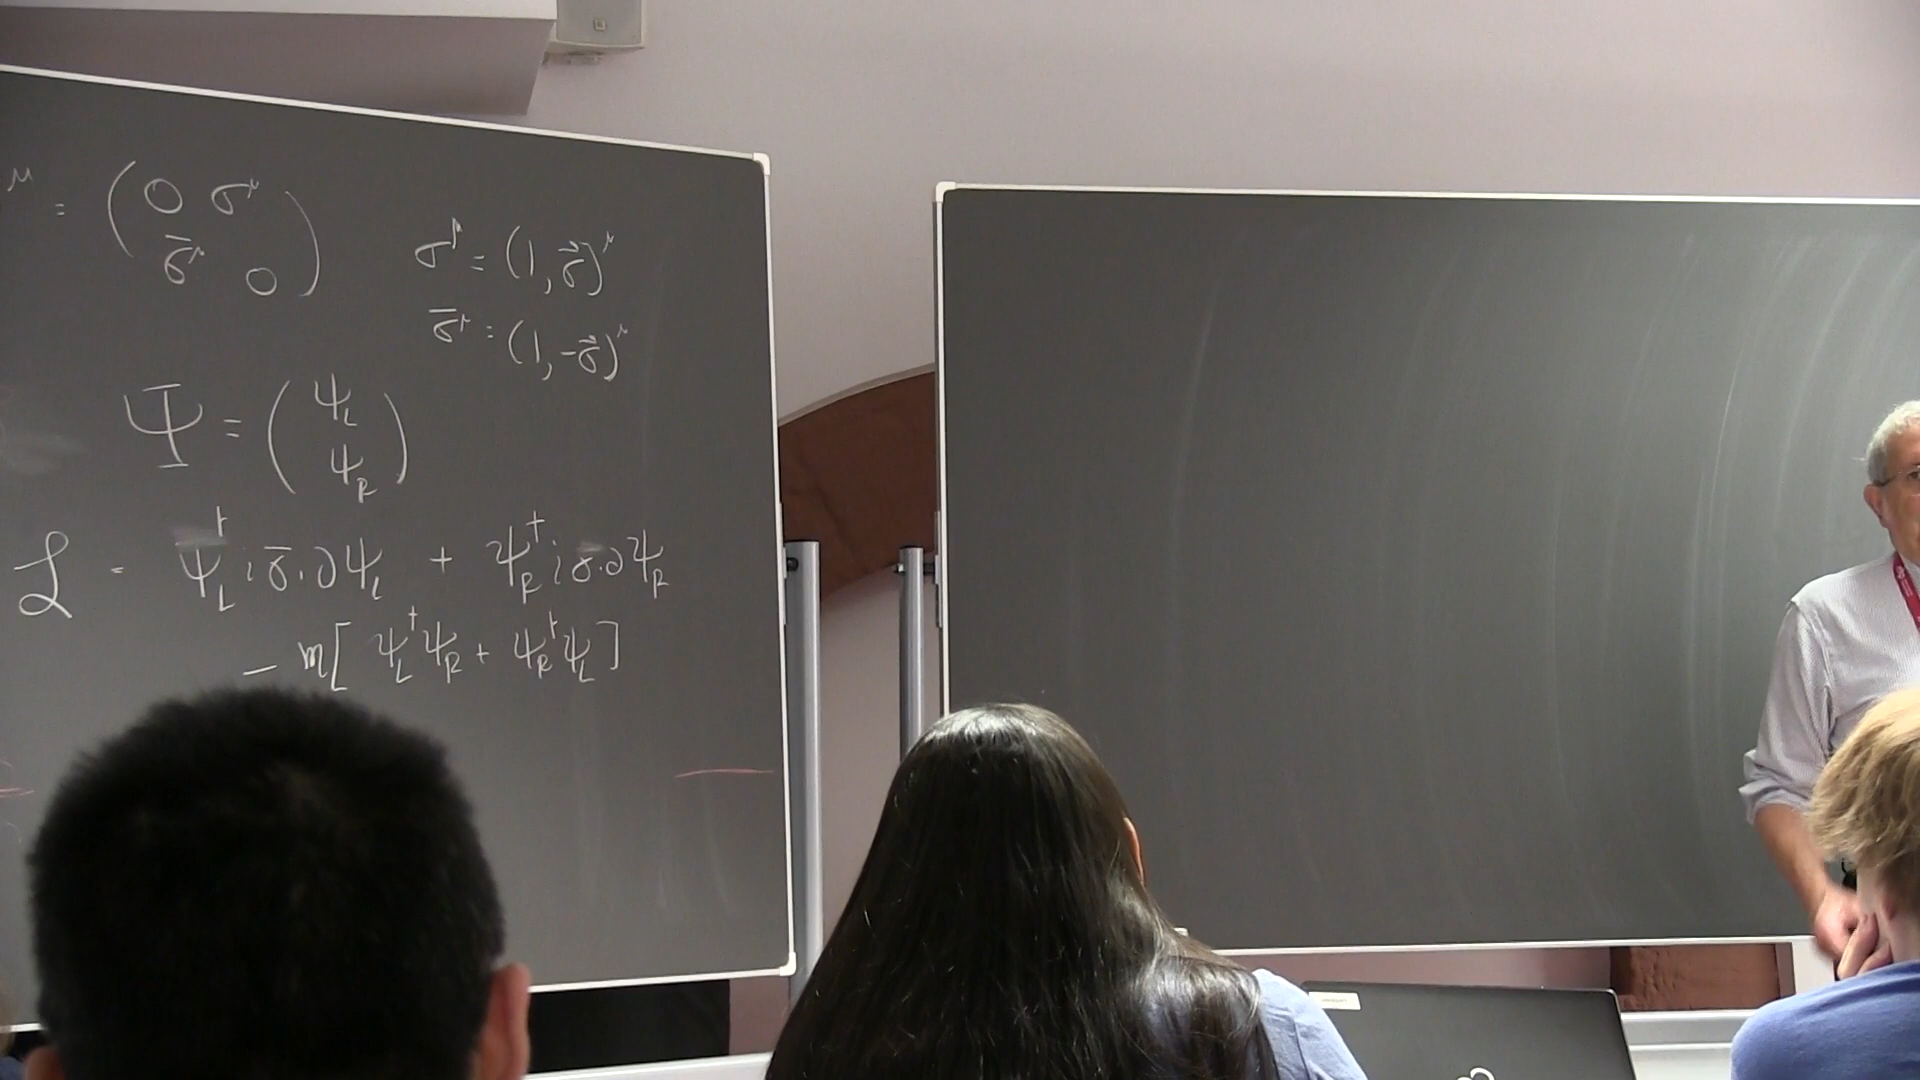 μ = ( 0 σ^μ
σ̄^μ 0 )
σ^μ = (1, σ⃗)^μ
σ̄^μ = (1, -σ⃗)^μ
Ψ = ( ψ_L
ψ_R )
ℒ = ψ_L^† i σ̄·∂ ψ_L + ψ_R^† i σ·∂ ψ_R
- m[ ψ_L^† ψ_R + ψ_R^† ψ_L ]